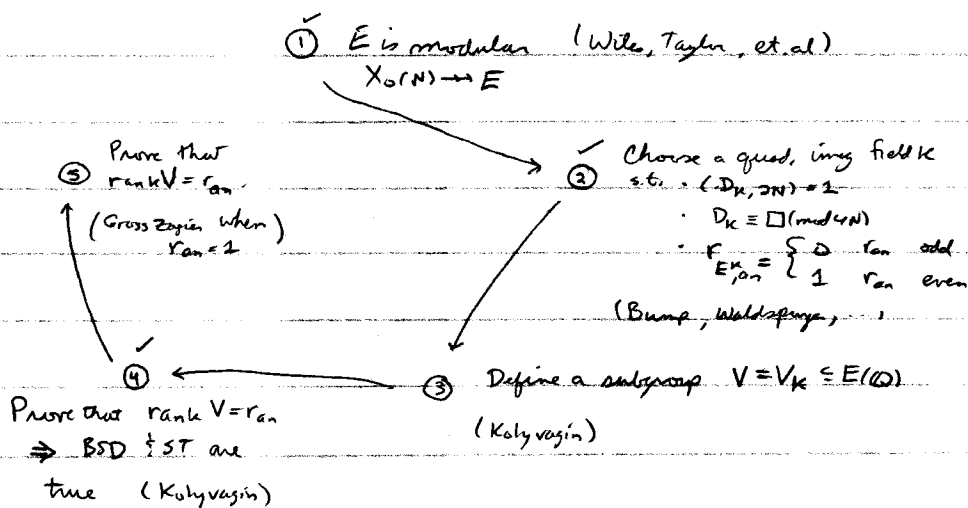 ✓
① E is modular (Wiles, Taylor, et. al)
X₀(N) ↠ E
✓
② Choose a quad. imag field K
s.t. · (D_K, 2N) = 1
· D_K ≡ □ (mod 4N)
· r_{E^K, an} = { 0 r_an odd
1 r_an even
(Bump, Waldspurger, ...,
③ Define a subgroup V = V_K ⊆ E(Q)
(Kolyvagin)
✓
④
Prove that rank V = r_an
⇒ BSD & ST are
true (Kolyvagin)
Prove that
⑤ rank V = r_an.
(Gross Zagier when
r_an = 1)